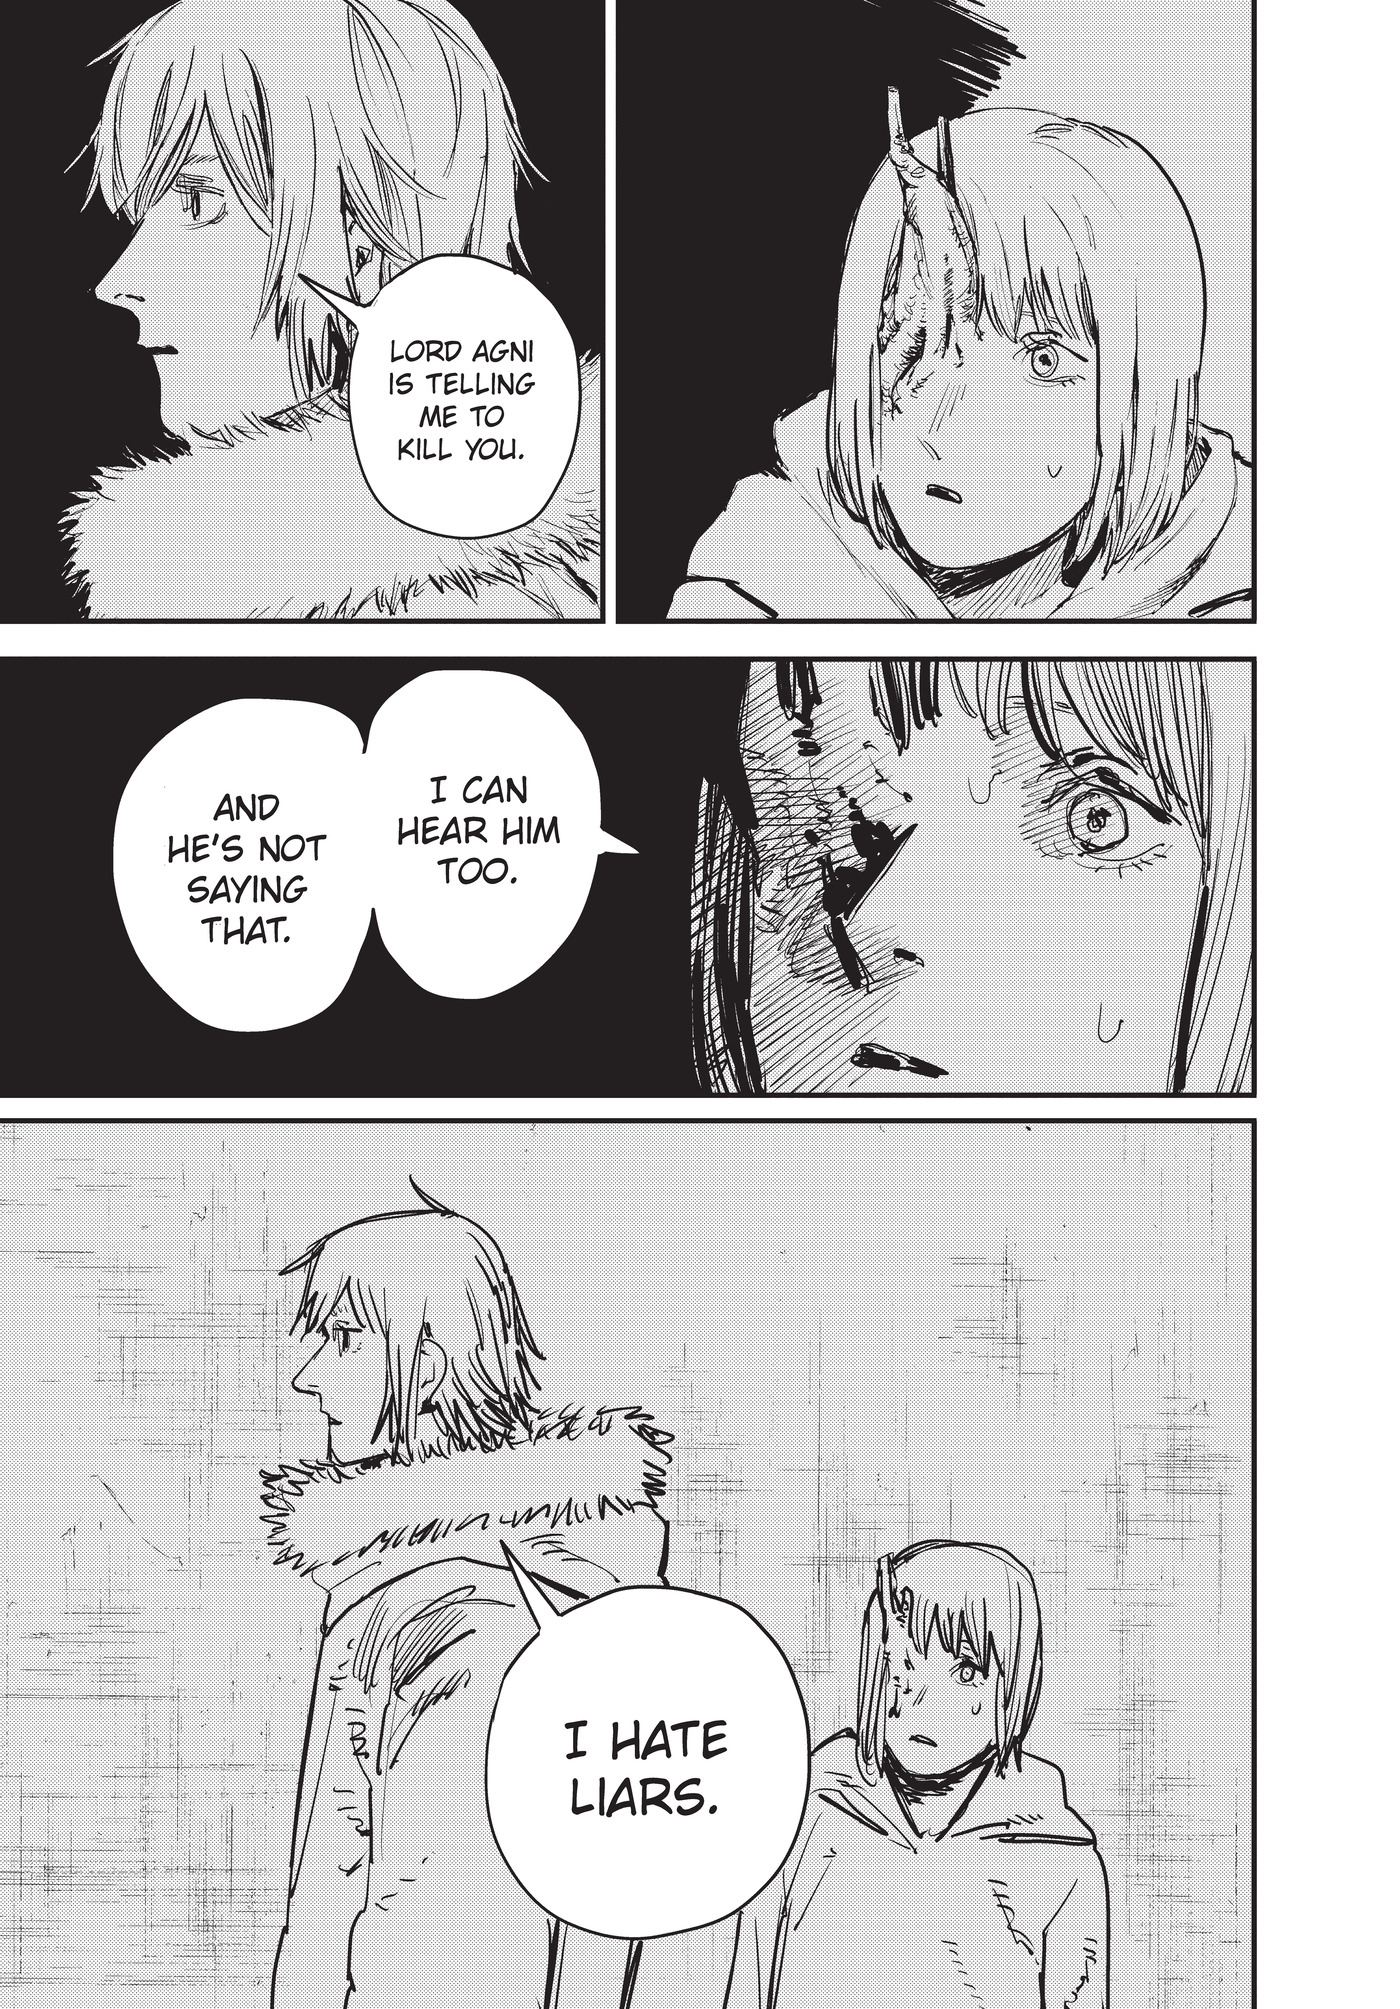 LORD AGNI
IS TELLING
ME TO
KILL YOU.
I CAN
HEAR HIM
TOO.
AND
HE'S NOT
SAYING
THAT.
I HATE
LIARS.